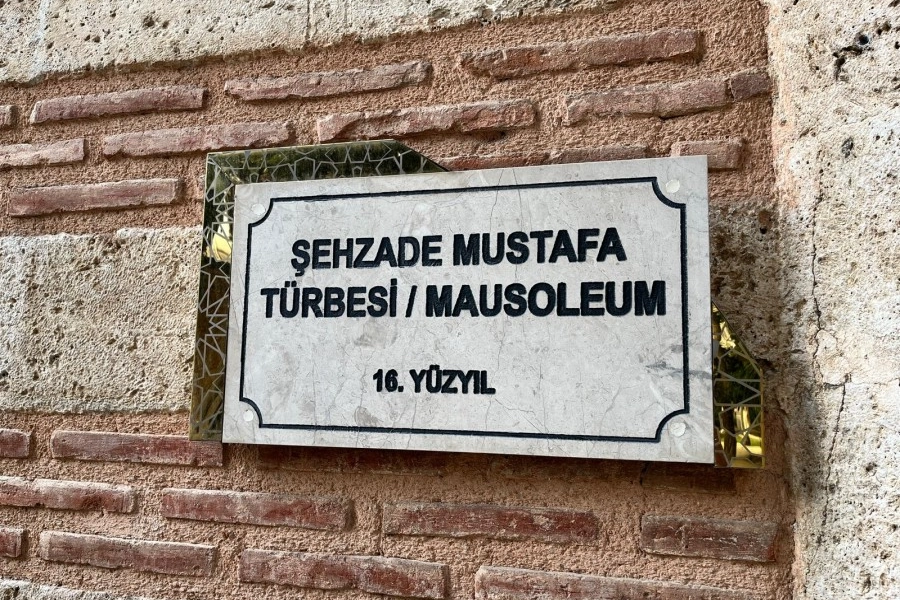 ŞEHZADE MUSTAFA
TÜRBESİ / MAUSOLEUM
16. YÜZYIL